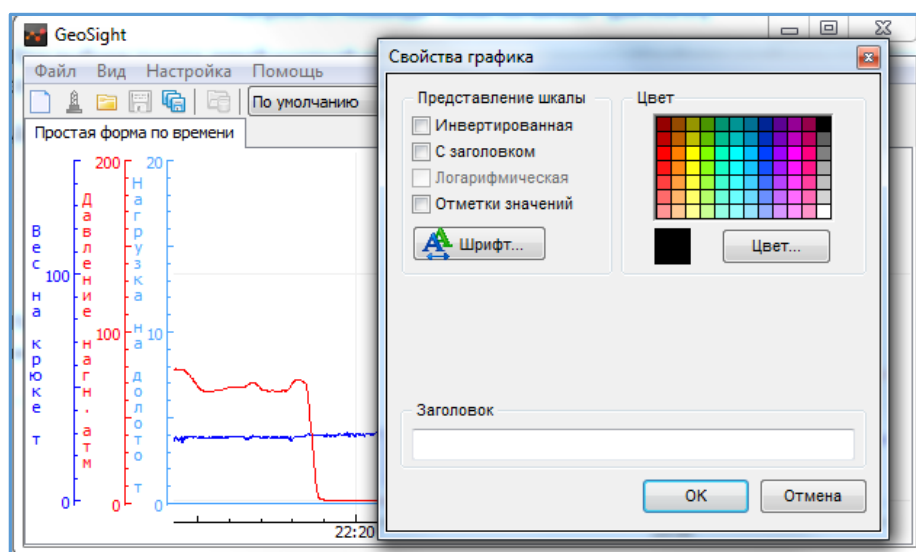 GeoSight
Файл Вид Настройка Помощь
По умолчанию
Простая форма по времени
Вес на крюке т
100
0
Давление нагн. атм
200
100
0
Нагрузка на долото т
20
10
0
22:20
Свойства графика
Представление шкалы
Инвертированная
С заголовком
Логарифмическая
Отметки значений
Шрифт...
Цвет
Цвет...
Заголовок
OK Отмена